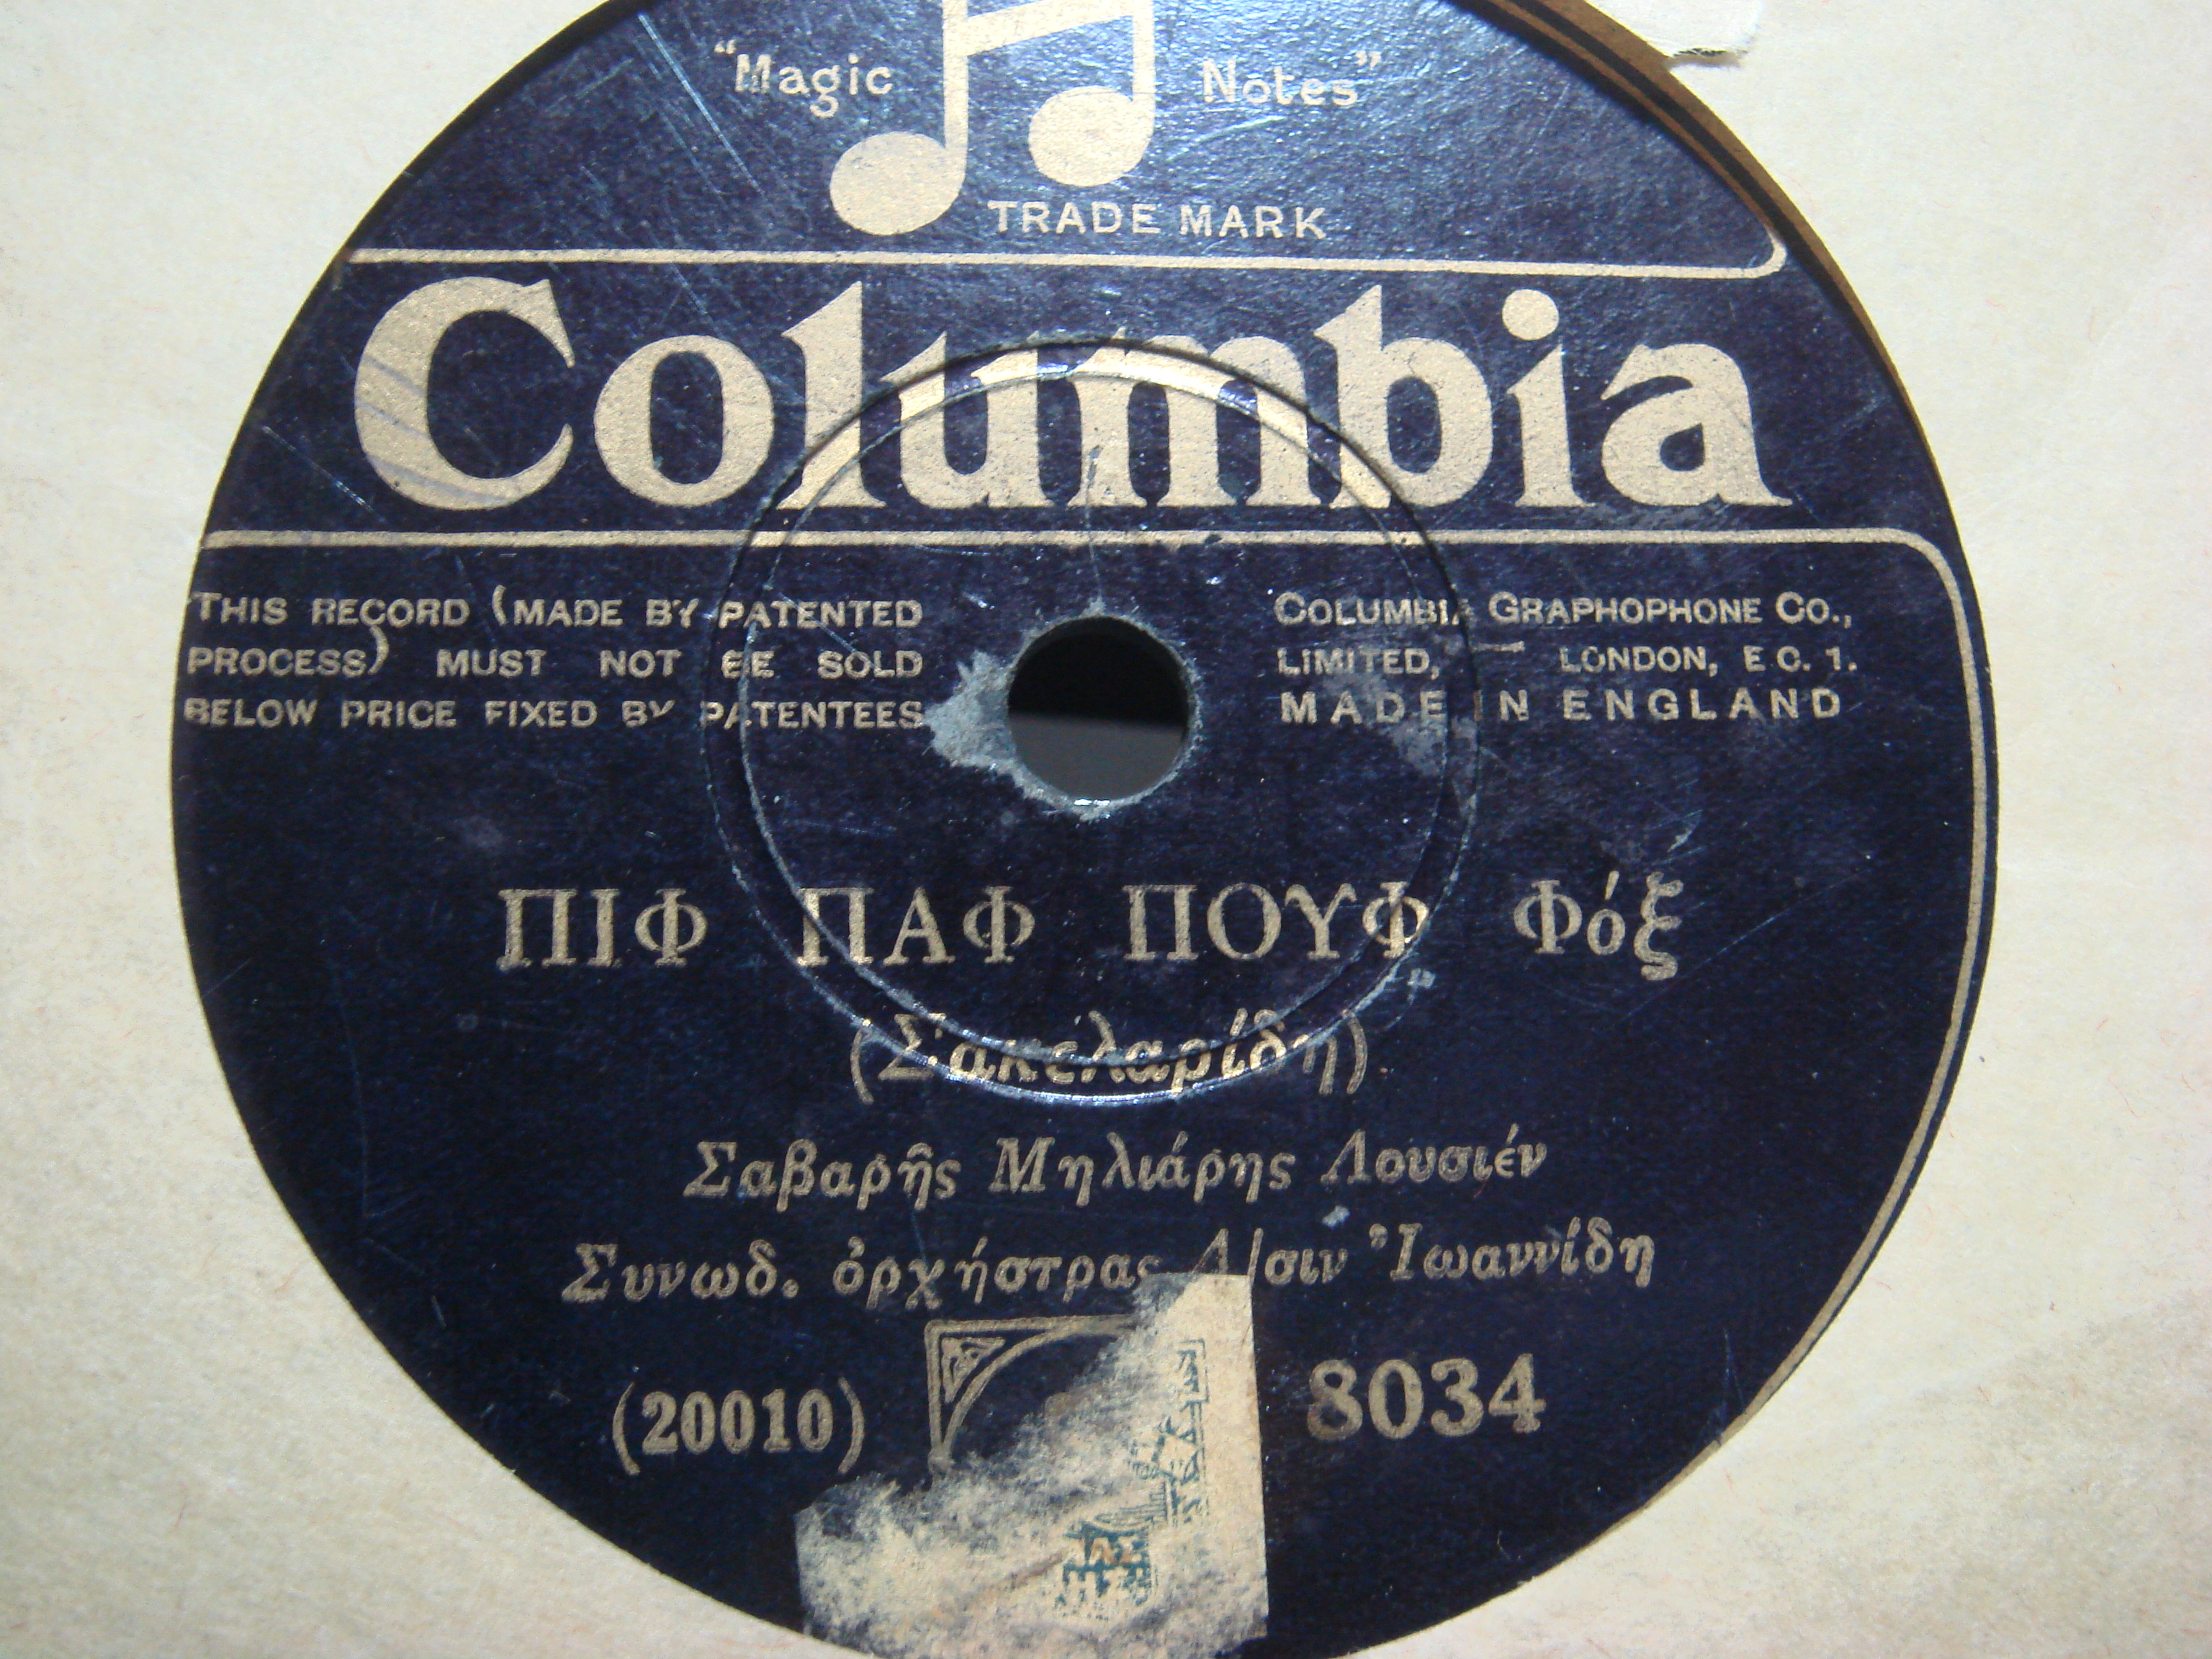 "Magic Notes"
TRADE MARK
Columbia
THIS RECORD (MADE BY PATENTED
PROCESS) MUST NOT BE SOLD
BELOW PRICE FIXED BY PATENTEES
COLUMBIA GRAPHOPHONE CO.,
LIMITED, LONDON, E.C. 1.
MADE IN ENGLAND
ΠΙΦ ΠΑΦ ΠΟΥΦ Φόξ
(Σακελαρίδη)
Σαβαρῆς Μηλιάρης Λουσιέν
Συνωδ. ὀρχήστρας Δ/σιν Ἰωαννίδη
(20010) 8034